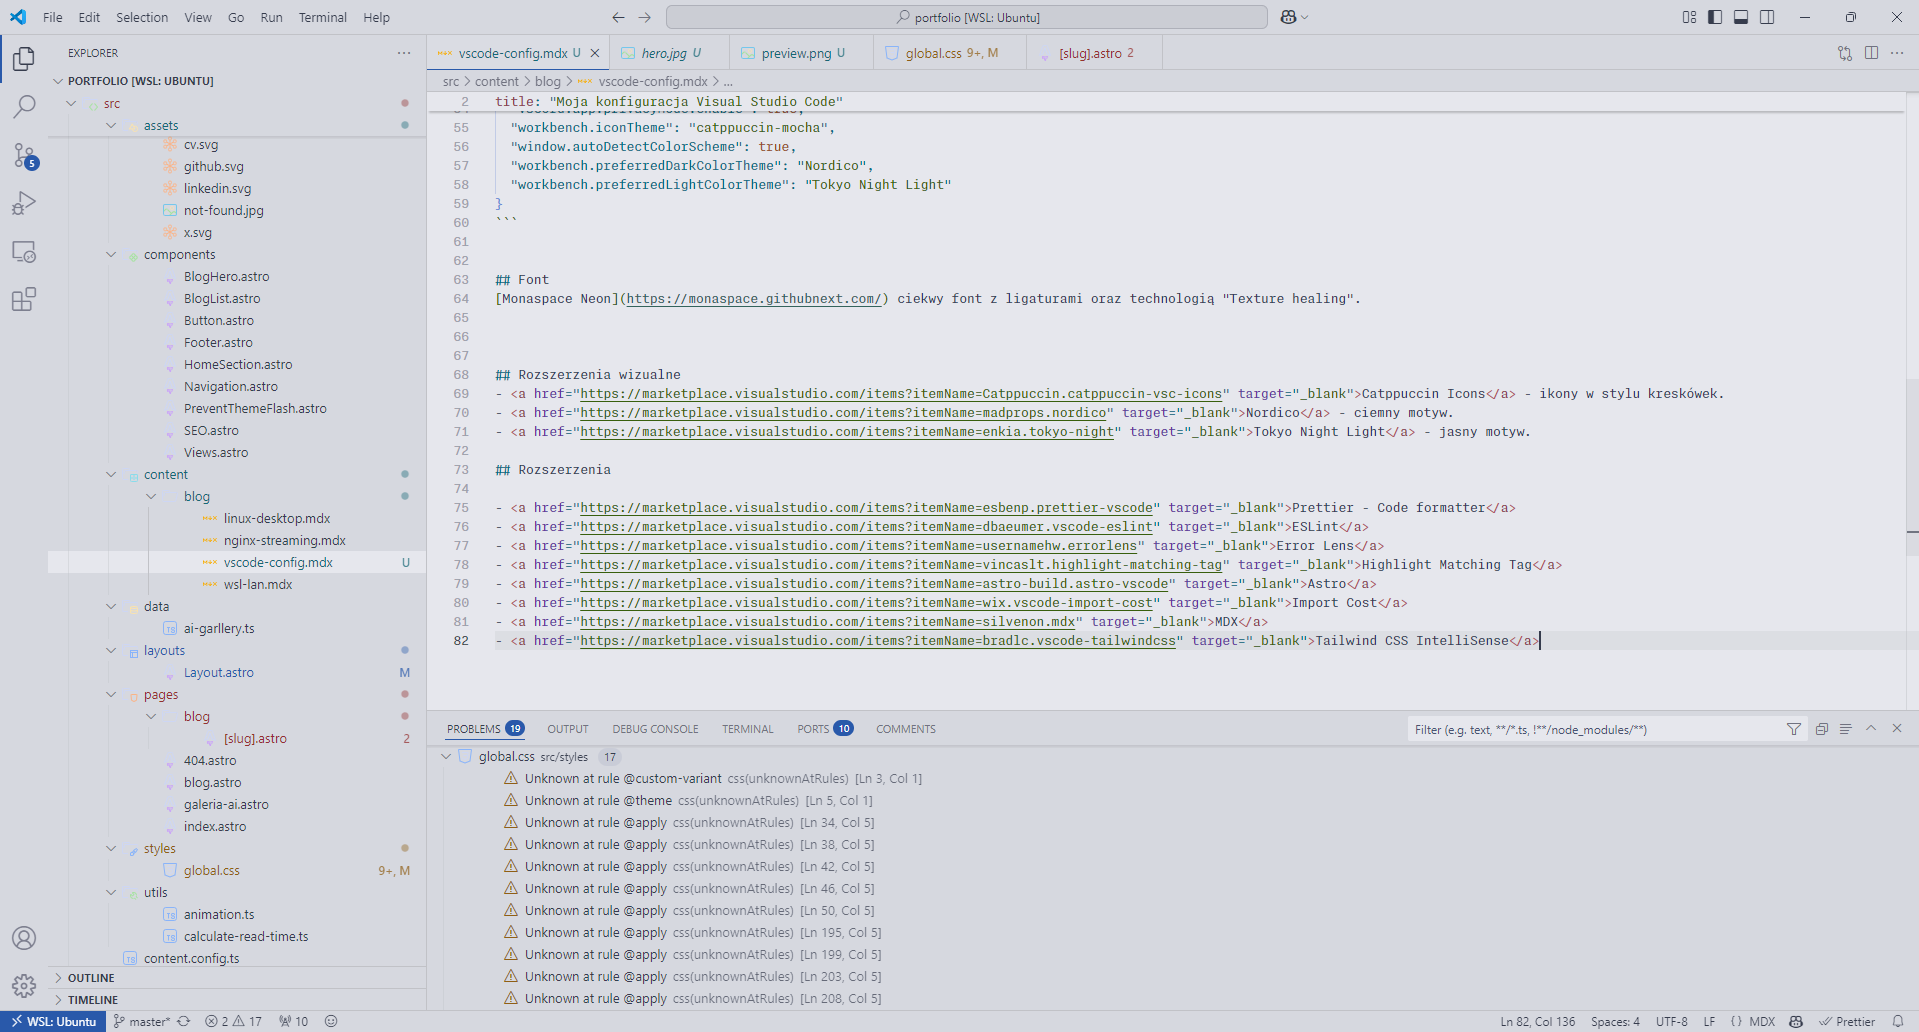 File Edit Selection View Go Run Terminal Help
portfolio [WSL: Ubuntu]
EXPLORER
PORTFOLIO [WSL: UBUNTU]
src
assets
cv.svg
github.svg
linkedin.svg
not-found.jpg
x.svg
components
BlogHero.astro
BlogList.astro
Button.astro
Footer.astro
HomeSection.astro
Navigation.astro
PreventThemeFlash.astro
SEO.astro
Views.astro
content
blog
linux-desktop.mdx
nginx-streaming.mdx
vscode-config.mdx U
wsl-lan.mdx
data
ai-garllery.ts
layouts
Layout.astro M
pages
blog
[slug].astro 2
404.astro
blog.astro
galeria-ai.astro
index.astro
styles
global.css 9+, M
utils
animation.ts
calculate-read-time.ts
content.config.ts
OUTLINE
TIMELINE
5
vscode-config.mdx U hero.jpg U preview.png U global.css 9+, M [slug].astro 2
src > content > blog > vscode-config.mdx > ...
2 title: "Moja konfiguracja Visual Studio Code"
55 "workbench.iconTheme": "catppuccin-mocha",
56 "window.autoDetectColorScheme": true,
57 "workbench.preferredDarkColorTheme": "Nordico",
58 "workbench.preferredLightColorTheme": "Tokyo Night Light"
59 }
60 ```
61
62
63 ## Font
64 [Monaspace Neon](https://monaspace.githubnext.com/) ciekwy font z ligaturami oraz technologią "Texture healing".
65
66
67
68 ## Rozszerzenia wizualne
69 - <a href="https://marketplace.visualstudio.com/items?itemName=Catppuccin.catppuccin-vsc-icons" target="_blank">Catppuccin Icons</a> - ikony w stylu kreskówek.
70 - <a href="https://marketplace.visualstudio.com/items?itemName=madprops.nordico" target="_blank">Nordico</a> - ciemny motyw.
71 - <a href="https://marketplace.visualstudio.com/items?itemName=enkia.tokyo-night" target="_blank">Tokyo Night Light</a> - jasny motyw.
72
73 ## Rozszerzenia
74
75 - <a href="https://marketplace.visualstudio.com/items?itemName=esbenp.prettier-vscode" target="_blank">Prettier - Code formatter</a>
76 - <a href="https://marketplace.visualstudio.com/items?itemName=dbaeumer.vscode-eslint" target="_blank">ESLint</a>
77 - <a href="https://marketplace.visualstudio.com/items?itemName=usernamehw.errorlens" target="_blank">Error Lens</a>
78 - <a href="https://marketplace.visualstudio.com/items?itemName=vincaslt.highlight-matching-tag" target="_blank">Highlight Matching Tag</a>
79 - <a href="https://marketplace.visualstudio.com/items?itemName=astro-build.astro-vscode" target="_blank">Astro</a>
80 - <a href="https://marketplace.visualstudio.com/items?itemName=wix.vscode-import-cost" target="_blank">Import Cost</a>
81 - <a href="https://marketplace.visualstudio.com/items?itemName=silvenon.mdx" target="_blank">MDX</a>
82 - <a href="https://marketplace.visualstudio.com/items?itemName=bradlc.vscode-tailwindcss" target="_blank">Tailwind CSS IntelliSense</a>
PROBLEMS 19 OUTPUT DEBUG CONSOLE TERMINAL PORTS 10 COMMENTS
Filter (e.g. text, **/*.ts, !**/node_modules/**)
global.css src/styles 17
Unknown at rule @custom-variant css(unknownAtRules) [Ln 3, Col 1]
Unknown at rule @theme css(unknownAtRules) [Ln 5, Col 1]
Unknown at rule @apply css(unknownAtRules) [Ln 34, Col 5]
Unknown at rule @apply css(unknownAtRules) [Ln 38, Col 5]
Unknown at rule @apply css(unknownAtRules) [Ln 42, Col 5]
Unknown at rule @apply css(unknownAtRules) [Ln 46, Col 5]
Unknown at rule @apply css(unknownAtRules) [Ln 50, Col 5]
Unknown at rule @apply css(unknownAtRules) [Ln 195, Col 5]
Unknown at rule @apply css(unknownAtRules) [Ln 199, Col 5]
Unknown at rule @apply css(unknownAtRules) [Ln 203, Col 5]
Unknown at rule @apply css(unknownAtRules) [Ln 208, Col 5]
WSL: Ubuntu master* 2 17 10 Ln 82, Col 136 Spaces: 4 UTF-8 LF {} MDX Prettier